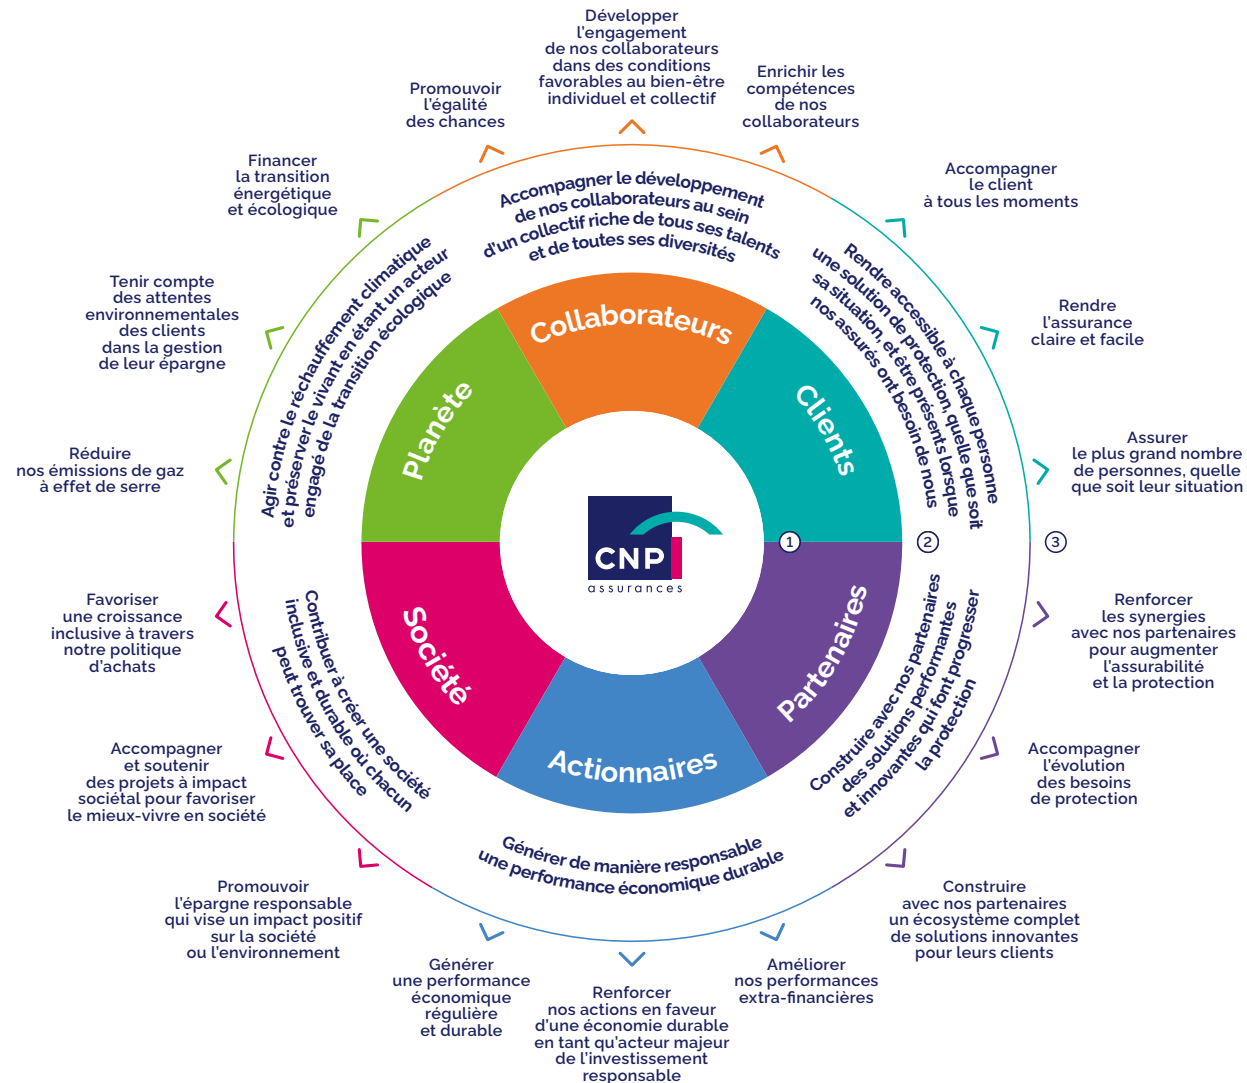 Développer
l'engagement
de nos collaborateurs
dans des conditions
favorables au bien-être
individuel et collectif
Enrichir les
compétences
de nos
collaborateurs
Accompagner
le client
à tous les moments
Rendre
l'assurance
claire et facile
Assurer
le plus grand nombre
de personnes, quelle
que soit leur situation
Renforcer
les synergies
avec nos partenaires
pour augmenter
l'assurabilité
et la protection
Accompagner
l'évolution
des besoins
de protection
Construire
avec nos partenaires
un écosystème complet
de solutions innovantes
pour leurs clients
Améliorer
nos performances
extra-financières
Renforcer
nos actions en faveur
d'une économie durable
en tant qu'acteur majeur
de l'investissement
responsable
Générer
une performance
économique
régulière
et durable
Promouvoir
l'épargne responsable
qui vise un impact positif
sur la société
ou l'environnement
Accompagner
et soutenir
des projets à impact
sociétal pour favoriser
le mieux-vivre en société
Favoriser
une croissance
inclusive à travers
notre politique
d'achats
Réduire
nos émissions de gaz
à effet de serre
Tenir compte
des attentes
environnementales
des clients
dans la gestion
de leur épargne
Financer
la transition
énergétique
et écologique
Promouvoir
l'égalité
des chances
Accompagner le développement
de nos collaborateurs au sein
d'un collectif riche de tous ses talents
et de toutes ses diversités
Rendre accessible à chaque personne
une solution de protection, quelle que soit
sa situation, et être présents lorsque
nos assurés ont besoin de nous
Construire avec nos partenaires
des solutions performantes
et innovantes qui font progresser
la protection
Générer de manière responsable
une performance économique durable
Contribuer à créer une société
inclusive et durable où chacun
peut trouver sa place
Agir contre le réchauffement climatique
et préserver le vivant en étant un acteur
engagé de la transition écologique
Collaborateurs
Clients
Partenaires
Actionnaires
Société
Planète
CNP
assurances
1
2
3